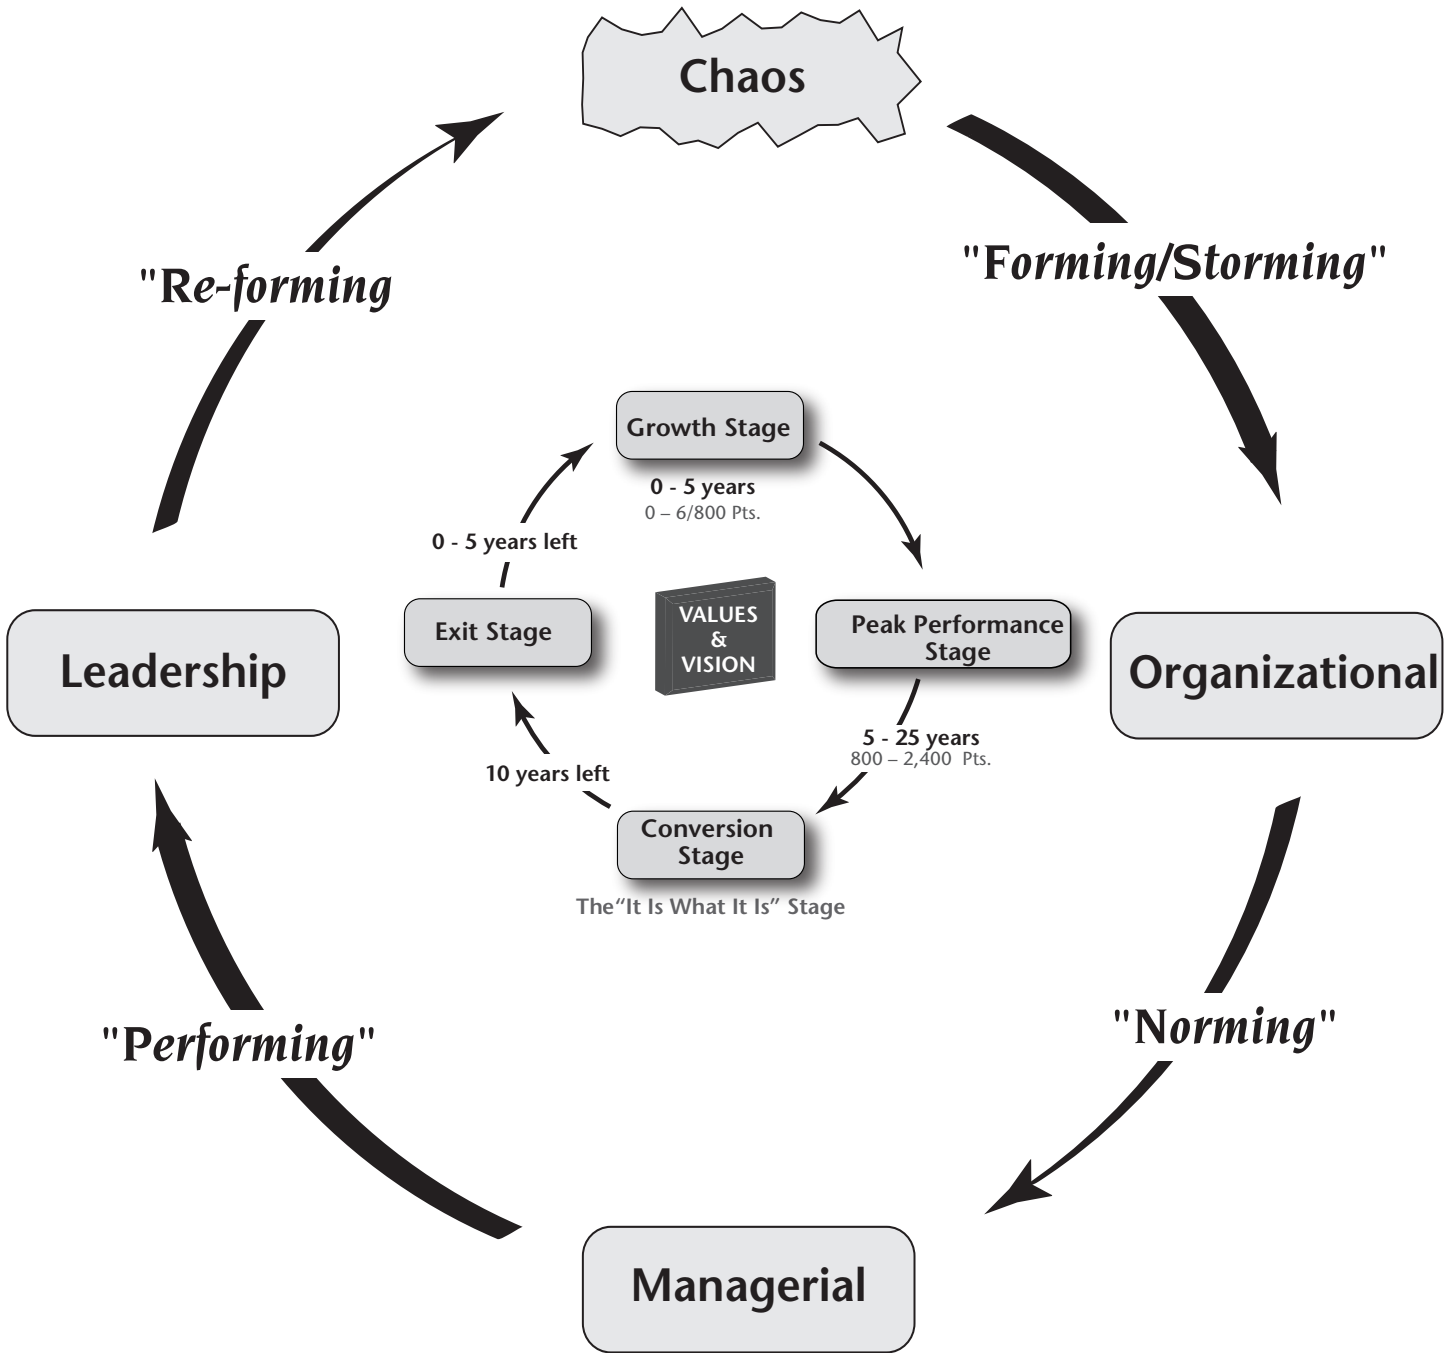 Chaos
"Re-forming
"Forming/Storming"
Growth Stage
0 - 5 years
0 – 6/800 Pts.
0 - 5 years left
Exit Stage
VALUES
&
VISION
Peak Performance
Stage
Leadership
Organizational
5 - 25 years
800 – 2,400 Pts.
10 years left
Conversion
Stage
The“It Is What It Is” Stage
"Performing"
"Norming"
Managerial